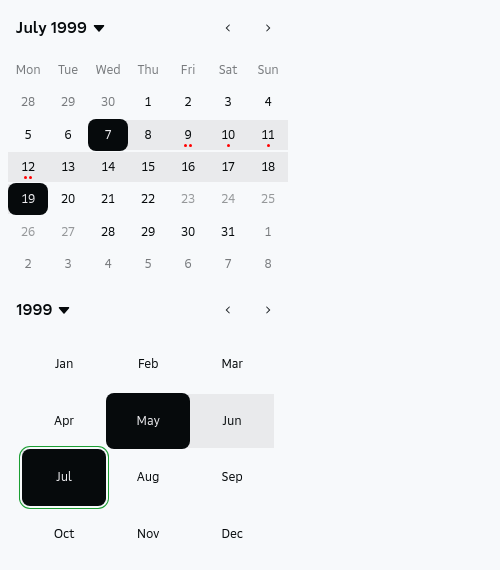 July 1999
Mon Tue Wed Thu Fri Sat Sun
28 29 30 1 2 3 4
5 6 7 8 9 10 11
12 13 14 15 16 17 18
19 20 21 22 23 24 25
26 27 28 29 30 31 1
2 3 4 5 6 7 8
1999
Jan Feb Mar
Apr May Jun
Jul Aug Sep
Oct Nov Dec